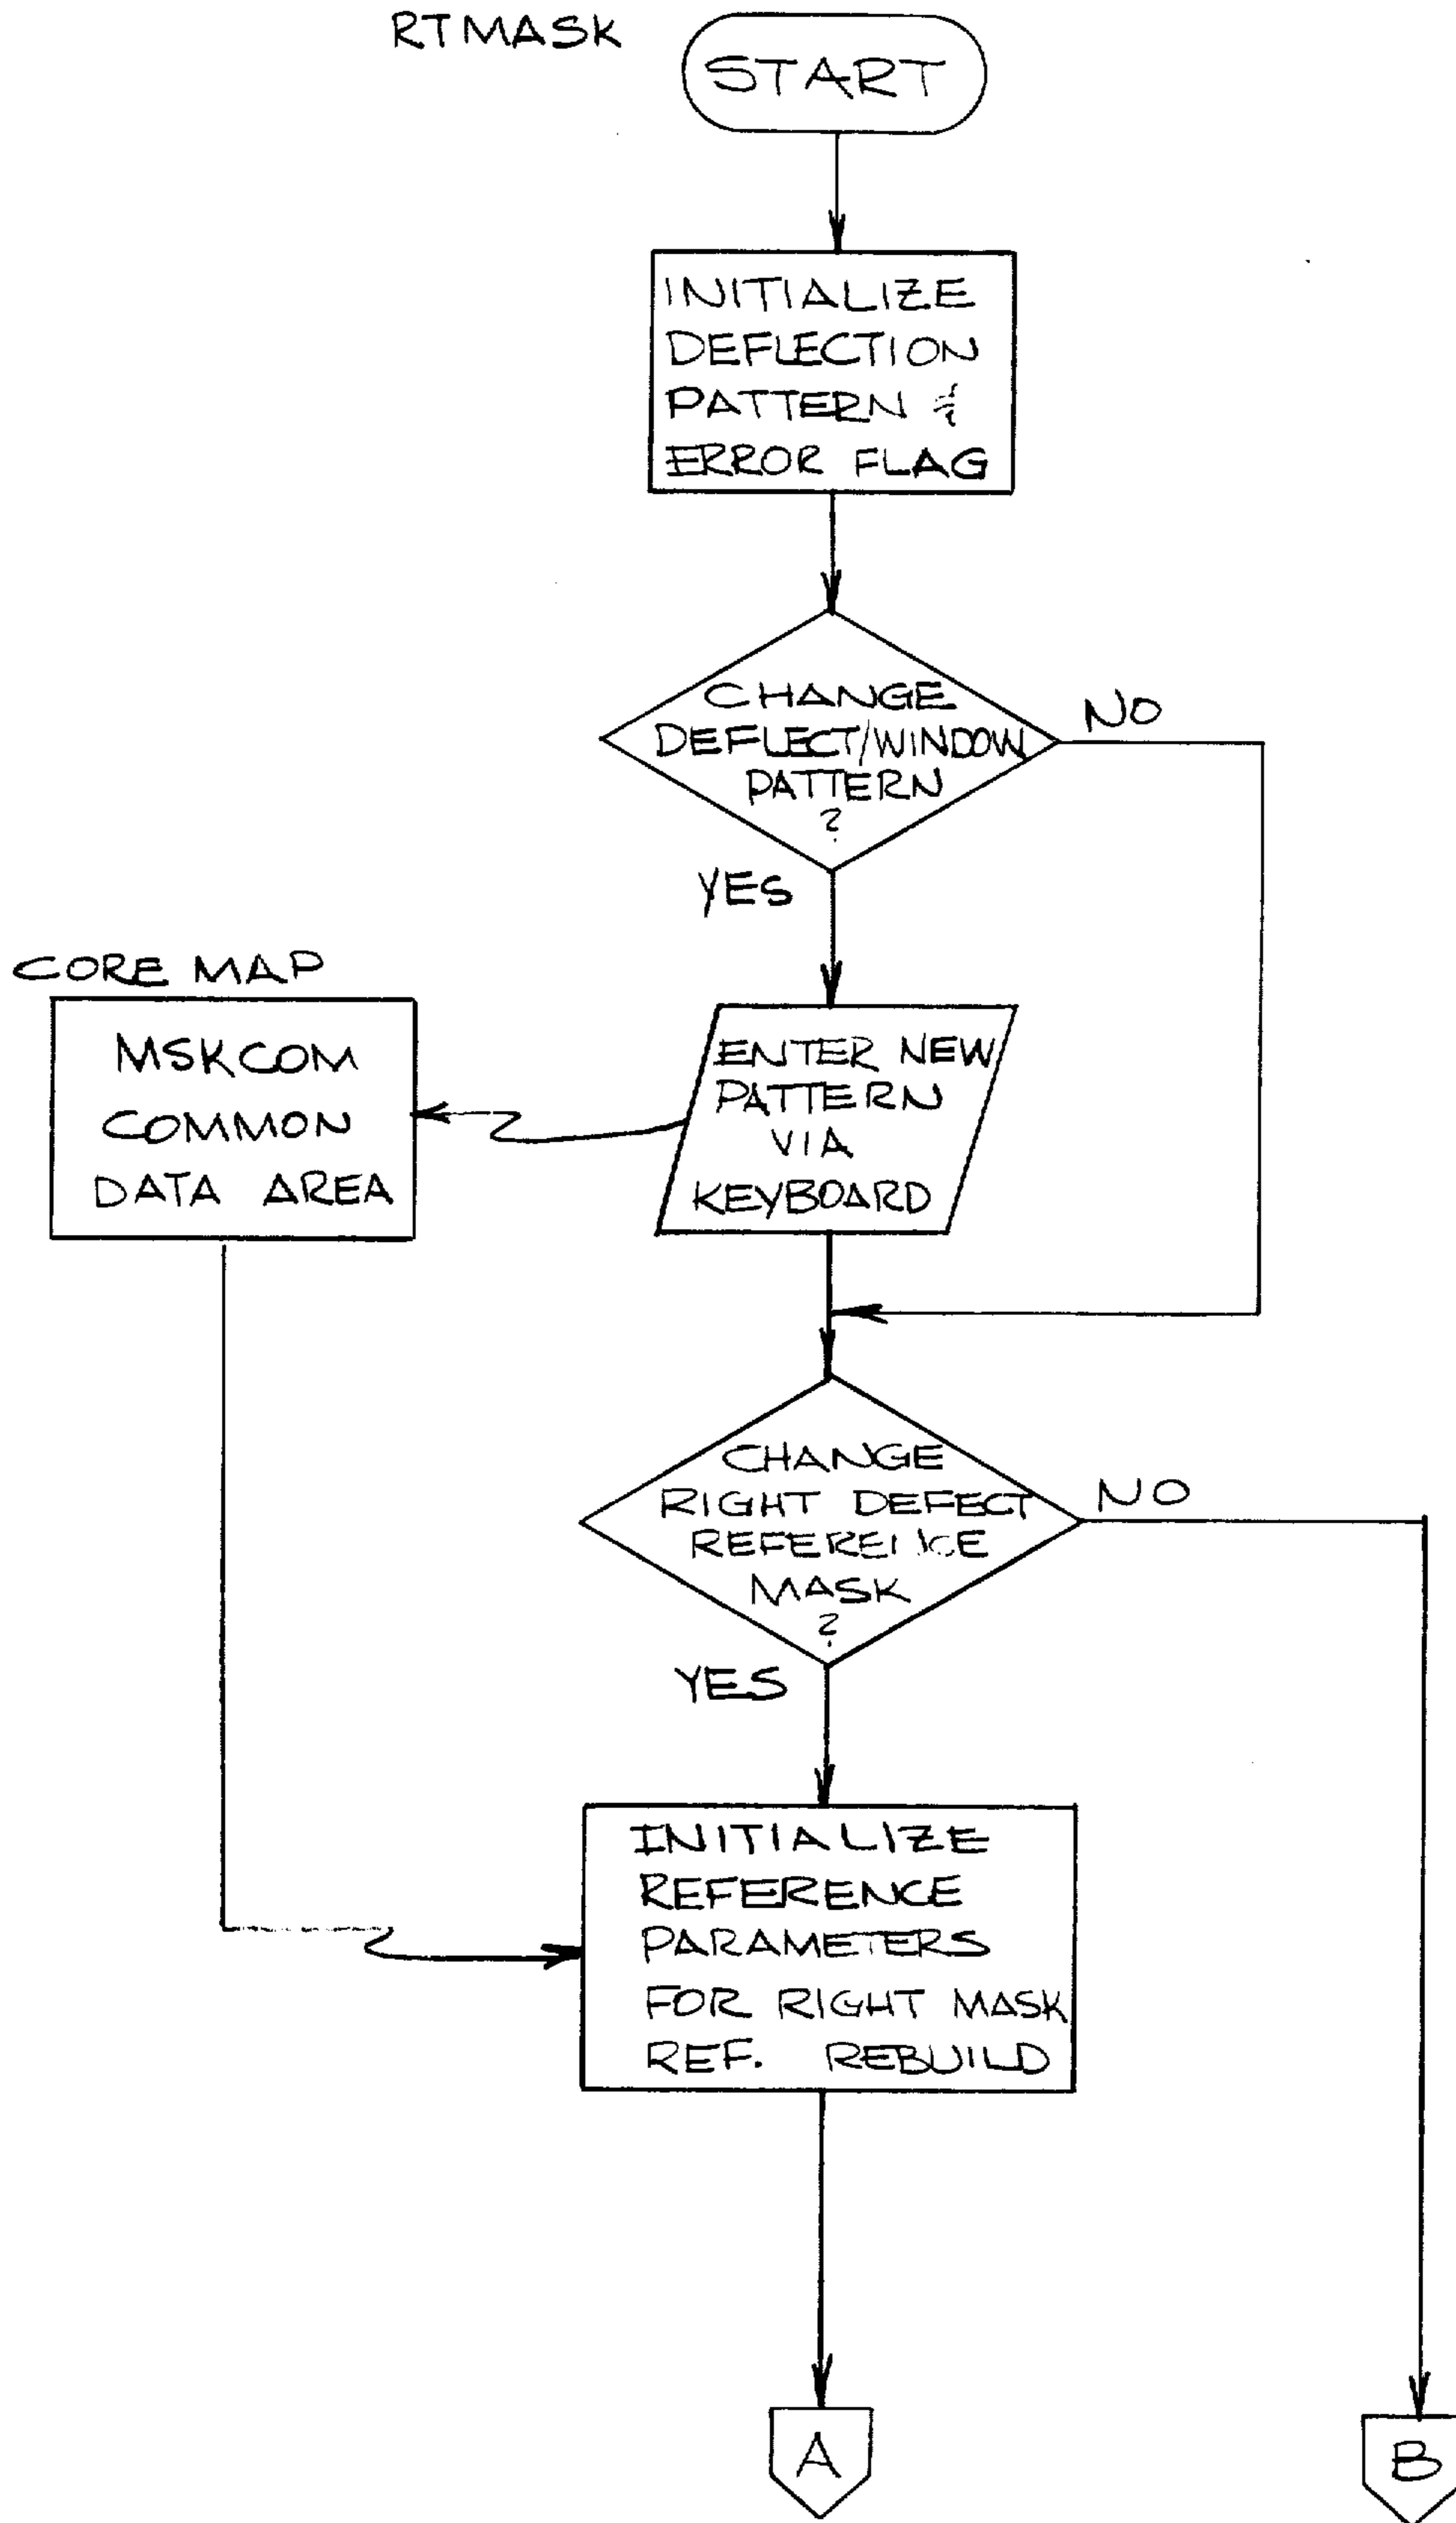 RTMASK
START
INITIALIZE
DEFLECTION
PATTERN &
ERROR FLAG
CHANGE
DEFLECT/WINDOW
PATTERN
?
NO
YES
CORE MAP
MSKCOM
COMMON
DATA AREA
ENTER NEW
PATTERN
VIA
KEYBOARD
CHANGE
RIGHT DEFECT
REFERENCE
MASK
?
NO
YES
INITIALIZE
REFERENCE
PARAMETERS
FOR RIGHT MASK
REF. REBUILD
A
B